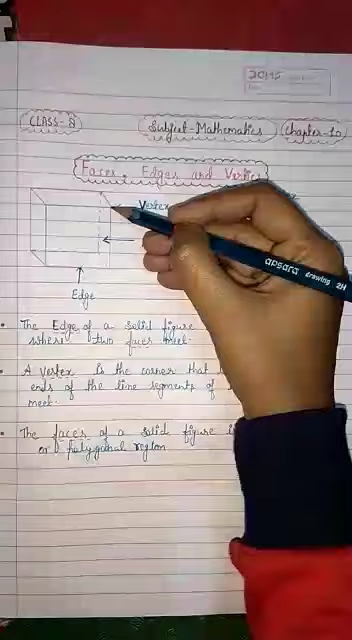 CLASS-8
Subject-Mathematics
Chapter-10
Faces, Edges and Vertic
Vertex
Edge
apsara drawing 2H
• The Edge of a solid figure
where two faces meet.
• A Vertex is the corner that
ends of the line segments of
meet.
• The faces of a solid figure
or polygonal region